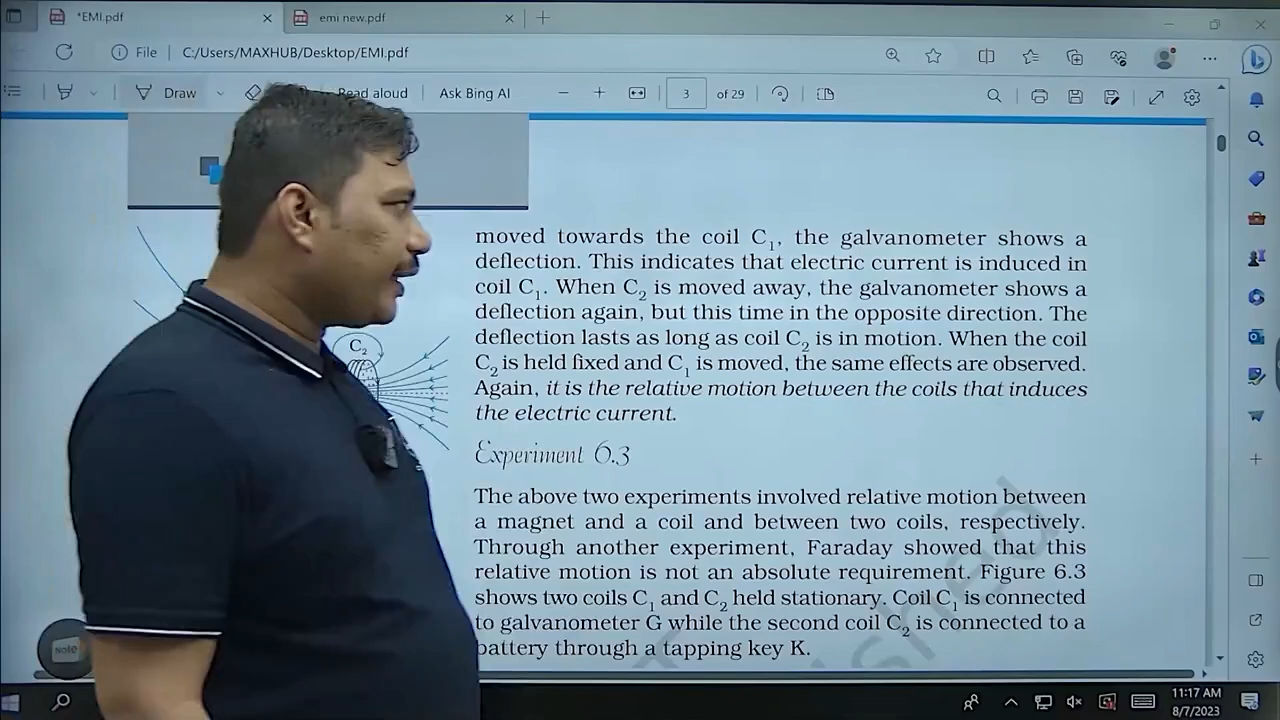 *EMI.pdf
emi new.pdf
File
C:/Users/MAXHUB/Desktop/EMI.pdf
Draw
Read aloud
Ask Bing AI
3
of 29
moved towards the coil C₁, the galvanometer shows a
deflection. This indicates that electric current is induced in
coil C₁. When C₂ is moved away, the galvanometer shows a
deflection again, but this time in the opposite direction. The
deflection lasts as long as coil C₂ is in motion. When the coil
C₂ is held fixed and C₁ is moved, the same effects are observed.
Again, it is the relative motion between the coils that induces
the electric current.
C₂
Experiment 6.3
The above two experiments involved relative motion between
a magnet and a coil and between two coils, respectively.
Through another experiment, Faraday showed that this
relative motion is not an absolute requirement. Figure 6.3
shows two coils C₁ and C₂ held stationary. Coil C₁ is connected
to galvanometer G while the second coil C₂ is connected to a
battery through a tapping key K.
Note
11:17 AM
8/7/2023